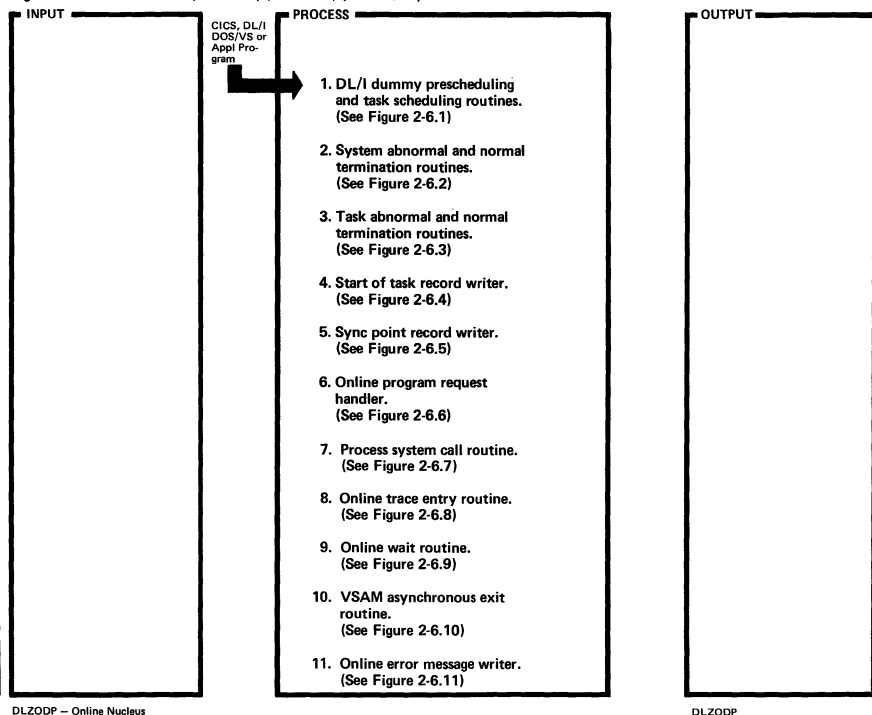 INPUT
CICS, DL/I
DOS/VS or
Appl Pro-
gram
PROCESS
1. DL/I dummy prescheduling
and task scheduling routines.
(See Figure 2-6.1)
2. System abnormal and normal
termination routines.
(See Figure 2-6.2)
3. Task abnormal and normal
termination routines.
(See Figure 2-6.3)
4. Start of task record writer.
(See Figure 2-6.4)
5. Sync point record writer.
(See Figure 2-6.5)
6. Online program request
handler.
(See Figure 2-6.6)
7. Process system call routine.
(See Figure 2-6.7)
8. Online trace entry routine.
(See Figure 2-6.8)
9. Online wait routine.
(See Figure 2-6.9)
10. VSAM asynchronous exit
routine.
(See Figure 2-6.10)
11. Online error message writer.
(See Figure 2-6.11)
OUTPUT
DLZODP – Online Nucleus
DLZODP